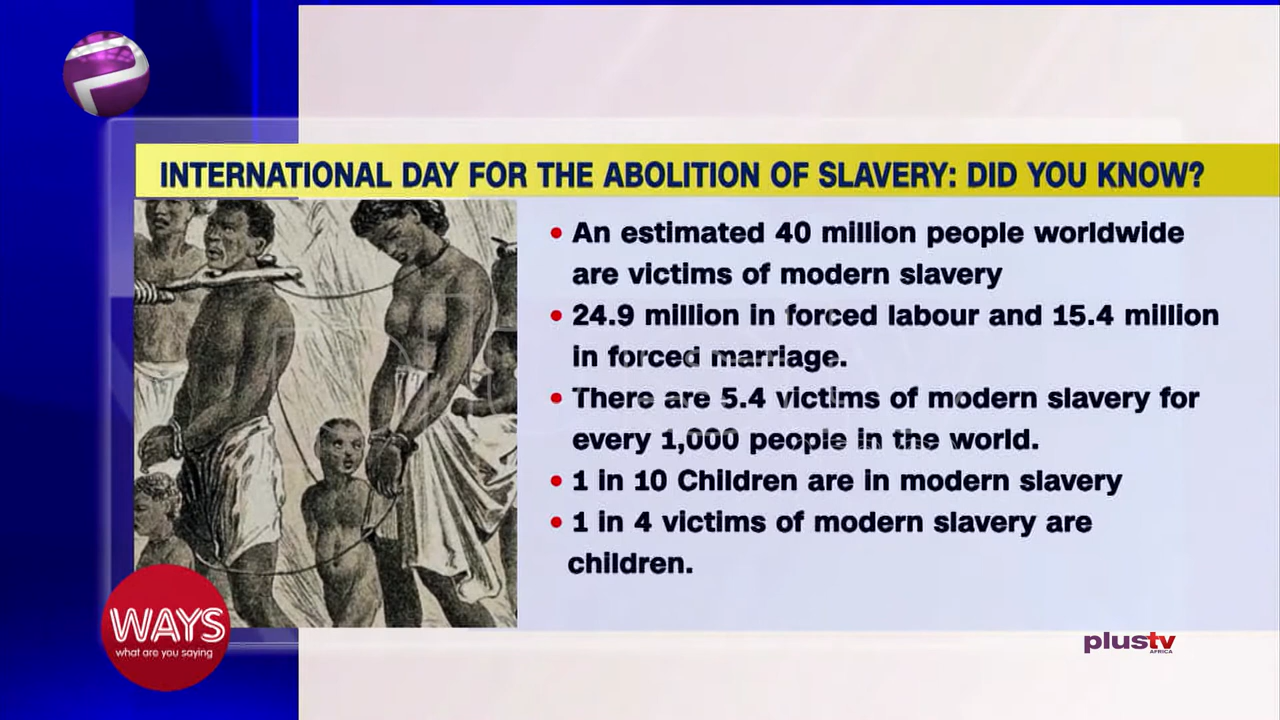 INTERNATIONAL DAY FOR THE ABOLITION OF SLAVERY: DID YOU KNOW?
• An estimated 40 million people worldwide
are victims of modern slavery
• 24.9 million in forced labour and 15.4 million
in forced marriage.
• There are 5.4 victims of modern slavery for
every 1,000 people in the world.
• 1 in 10 Children are in modern slavery
• 1 in 4 victims of modern slavery are
children.
WAYS
what are you saying
plustv
AFRICA